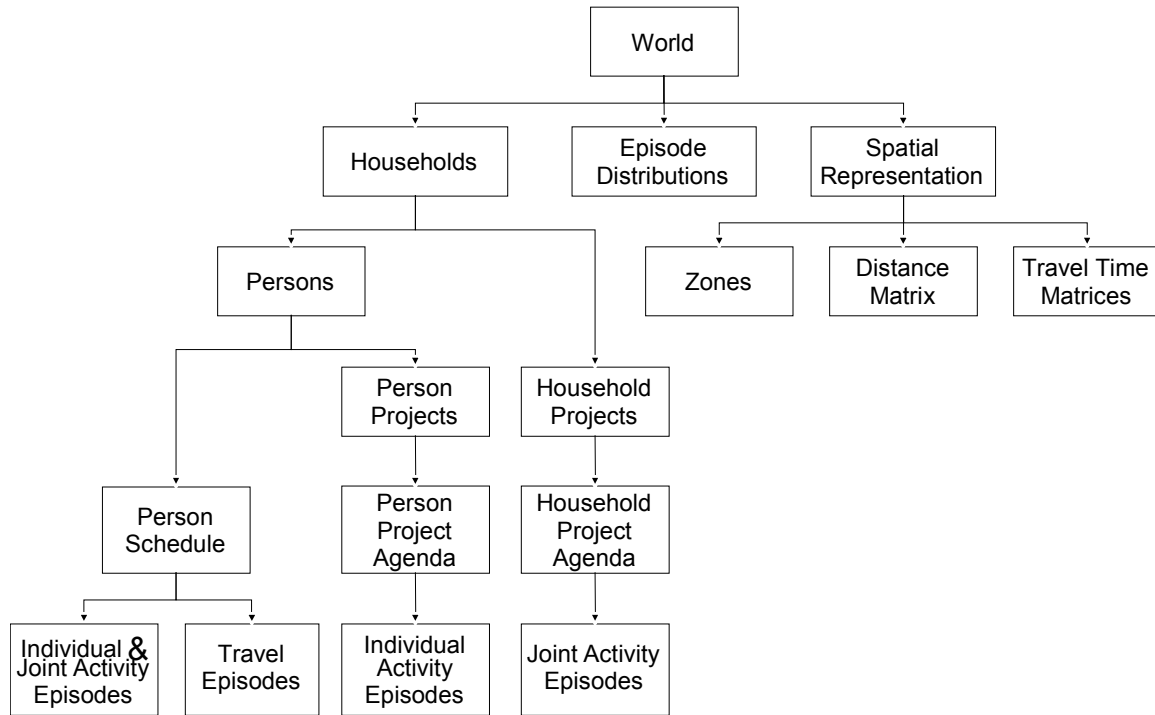 World
Households
Episode
Distributions
Spatial
Representation
Persons
Zones
Distance
Matrix
Travel Time
Matrices
Person
Projects
Household
Projects
Person
Schedule
Person
Project
Agenda
Household
Project
Agenda
Individual &
Joint Activity
Episodes
Travel
Episodes
Individual
Activity
Episodes
Joint Activity
Episodes